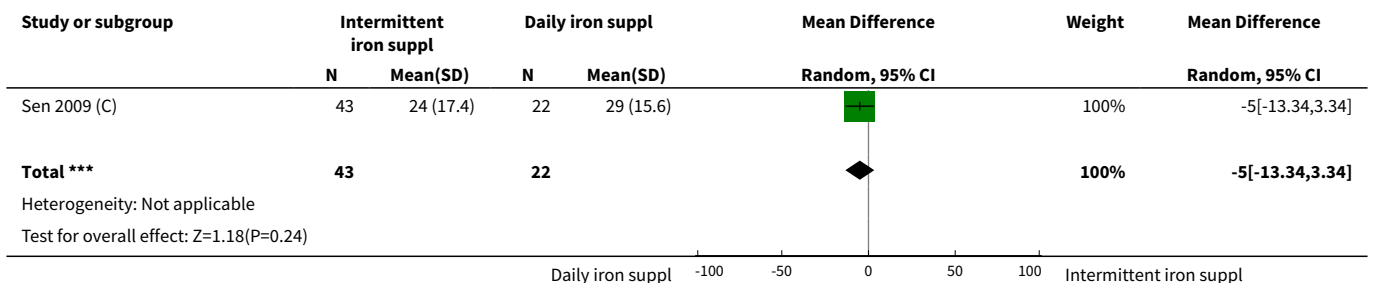 Study or subgroup Intermittent iron suppl Daily iron suppl Mean Difference Weight Mean Difference
N Mean(SD) N Mean(SD) Random, 95% CI Random, 95% CI
Sen 2009 (C) 43 24 (17.4) 22 29 (15.6) 100% -5[-13.34,3.34]
Total *** 43 22 100% -5[-13.34,3.34]
Heterogeneity: Not applicable
Test for overall effect: Z=1.18(P=0.24)
Daily iron suppl -100 -50 0 50 100 Intermittent iron suppl